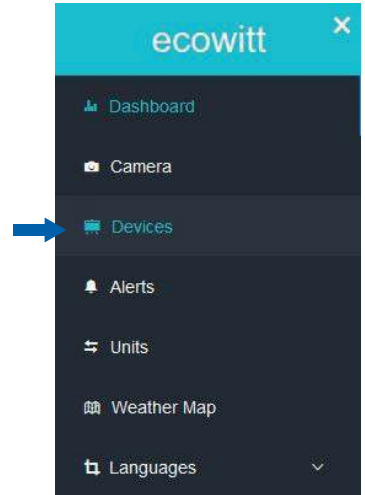 ecowitt
Dashboard
Camera
Devices
Alerts
Units
Weather Map
Languages